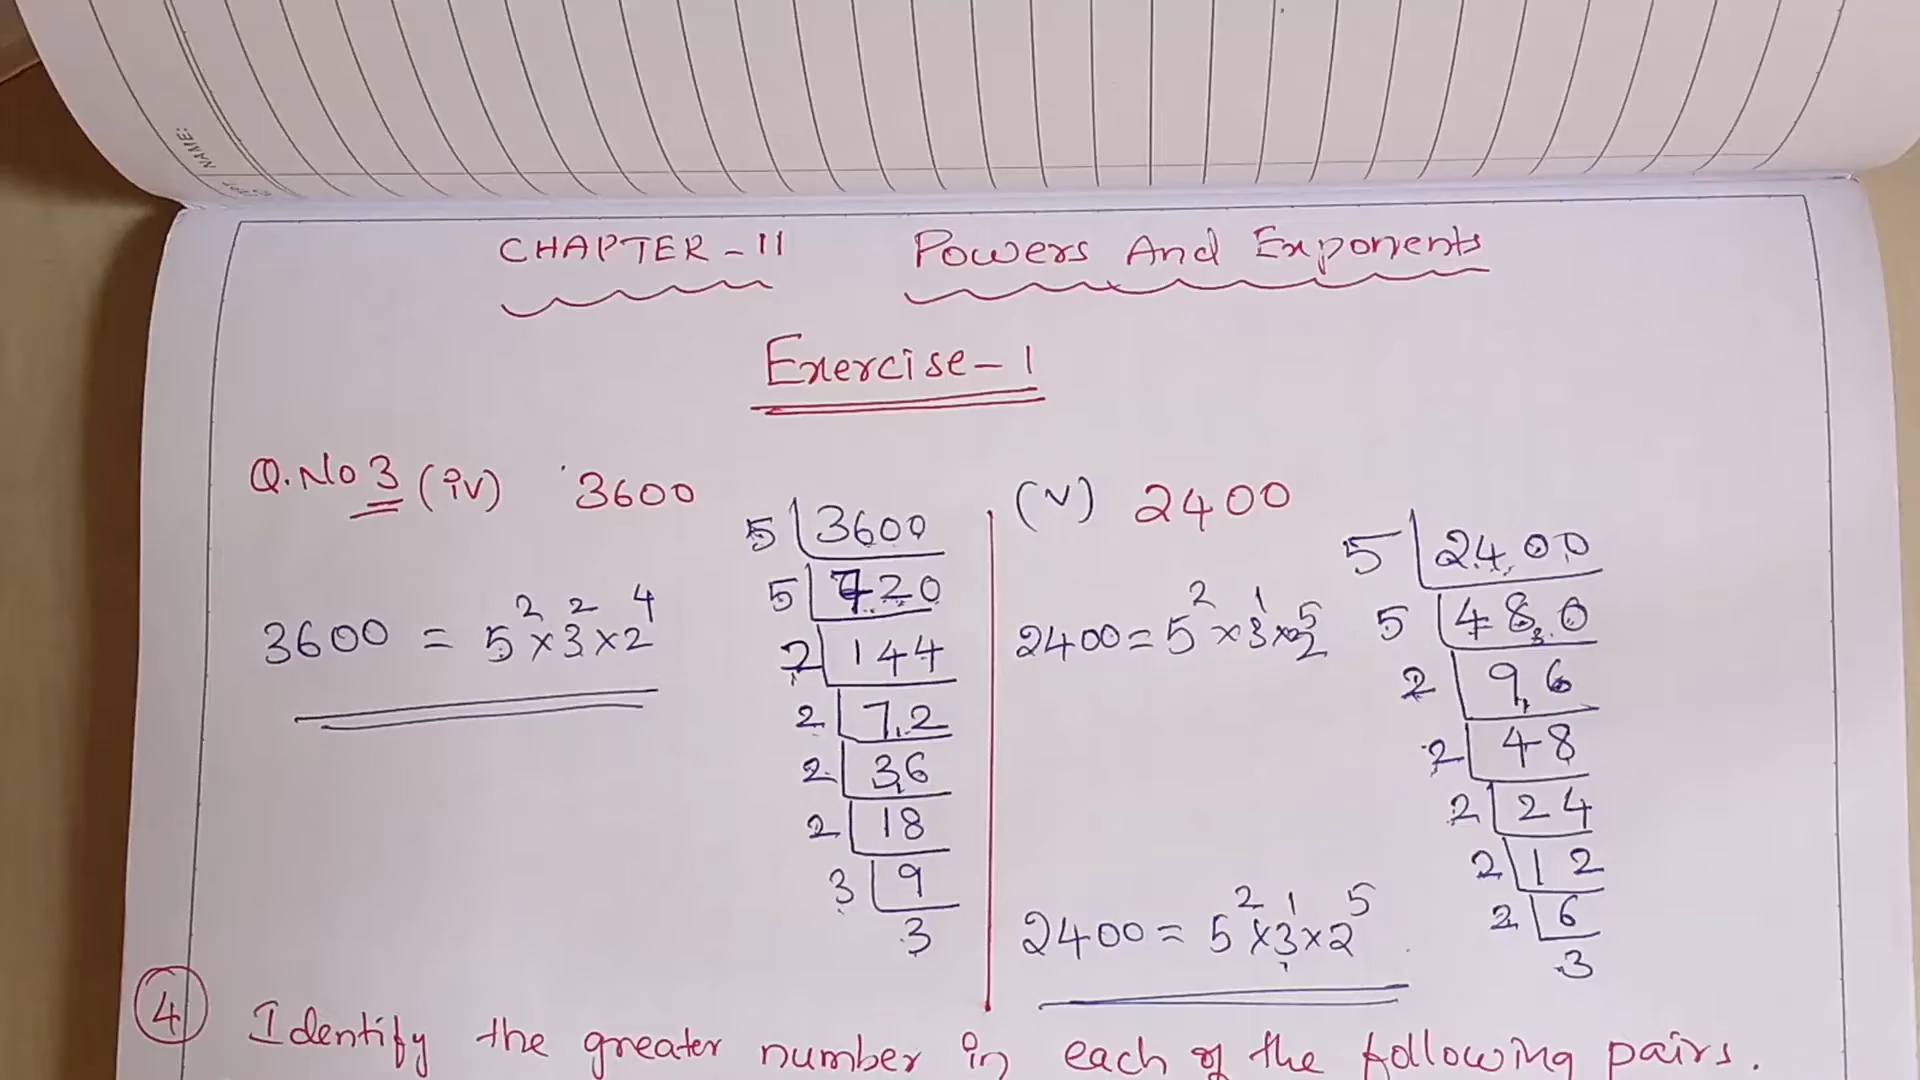 NAME:
CHAPTER - 11 Powers And Exponents
Exercise - 1
Q. No 3 (iv) 3600
3600 = 5² × 3² × 2⁴
5 | 3600
5 | 720
2 | 144
2 | 72
2 | 36
2 | 18
3 | 9
3
(v) 2400
2400 = 5² × 3¹ × 2⁵
5 | 2400
5 | 480
2 | 96
2 | 48
2 | 24
2 | 12
2 | 6
3
2400 = 5² × 3¹ × 2⁵
4 Identify the greater number in each of the following pairs.